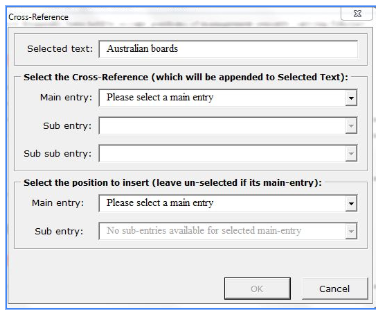 Cross-Reference
Selected text: Australian boards
Select the Cross-Reference (which will be appended to Selected Text):
Main entry: Please select a main entry
Sub entry:
Sub sub entry:
Select the position to insert (leave un-selected if its main-entry):
Main entry: Please select a main entry
Sub entry: No sub-entries available for selected main-entry
OK Cancel